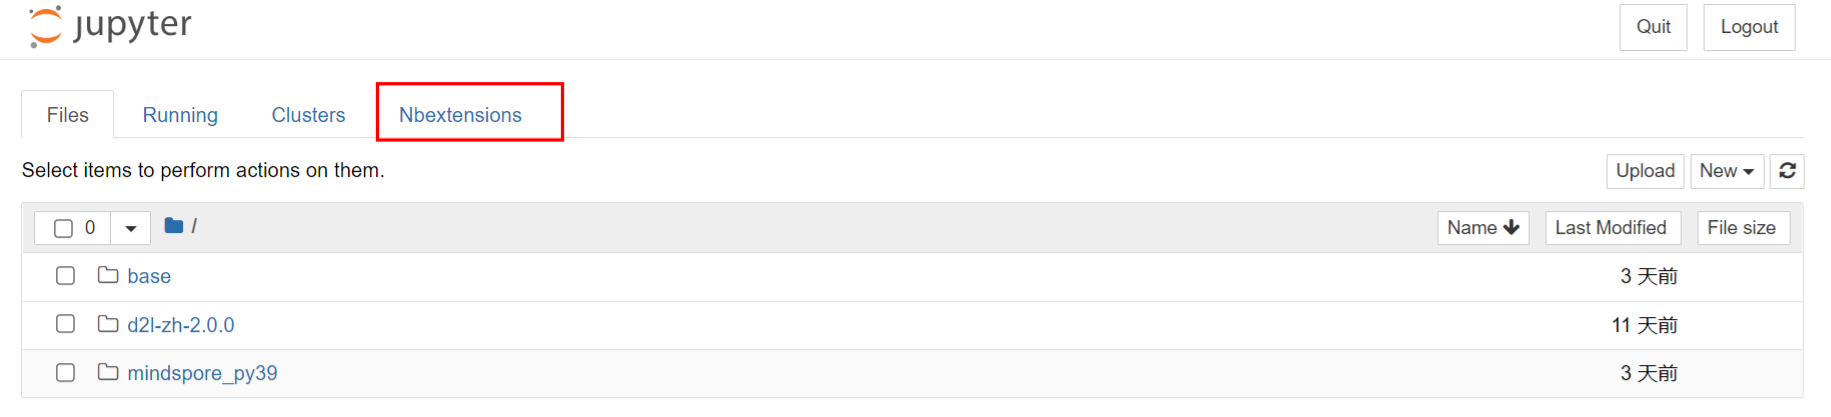 jupyter
Quit Logout
Files Running Clusters Nbextensions
Select items to perform actions on them.
Upload New
0 / Name Last Modified File size
base 3 天前
d2l-zh-2.0.0 11 天前
mindspore_py39 3 天前